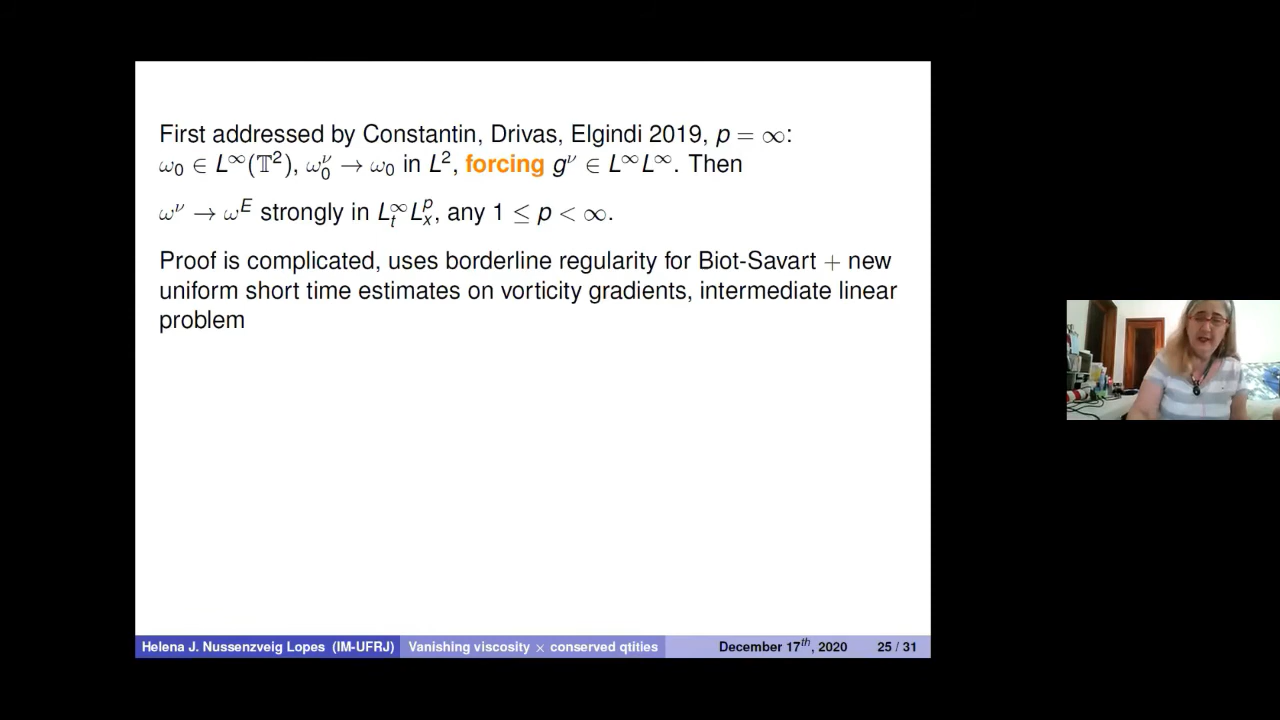 First addressed by Constantin, Drivas, Elgindi 2019, p = ∞:
ω₀ ∈ L^∞(𝕋²), ω₀^ν → ω₀ in L², forcing g^ν ∈ L^∞L^∞. Then
ω^ν → ω^E strongly in L_t^∞ L_x^p, any 1 ≤ p < ∞.
Proof is complicated, uses borderline regularity for Biot-Savart + new
uniform short time estimates on vorticity gradients, intermediate linear
problem
Helena J. Nussenzveig Lopes (IM-UFRJ) Vanishing viscosity × conserved qtities December 17th, 2020 25 / 31